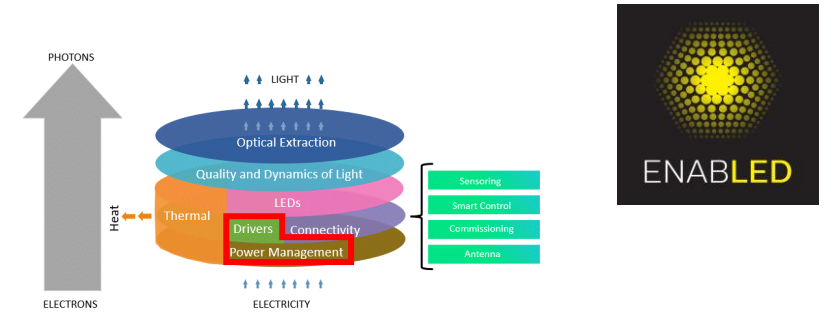 PHOTONS
LIGHT
Optical Extraction
Quality and Dynamics of Light
LEDs
Thermal
Drivers
Connectivity
Power Management
Heat
ELECTRONS
ELECTRICITY
Sensoring
Smart Control
Commissioning
Antenna
ENABLED